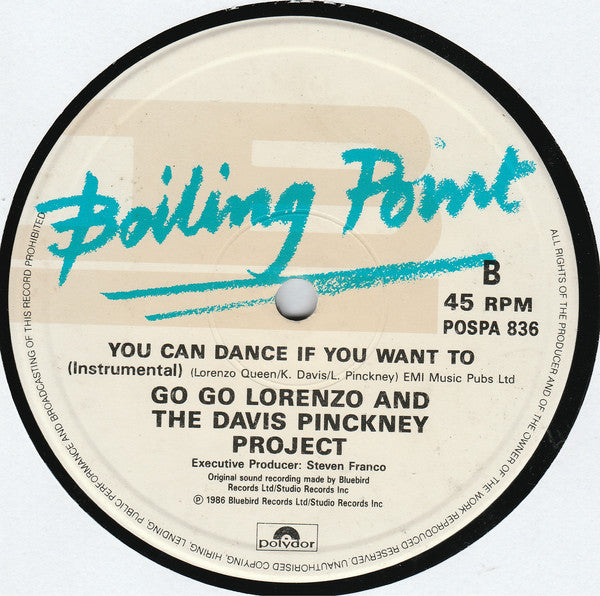 Boiling Point
B
45 RPM
POSPA 836
YOU CAN DANCE IF YOU WANT TO
(Instrumental) (Lorenzo Queen/K. Davis/L. Pinckney) EMI Music Pubs Ltd
GO GO LORENZO AND
THE DAVIS PINCKNEY
PROJECT
Executive Producer: Steven Franco
Original sound recording made by Bluebird
Records Ltd/Studio Records Inc
℗ 1986 Bluebird Records Ltd/Studio Records Inc
polydor
ALL RIGHTS OF THE PRODUCER AND OF THE OWNER OF THE WORK REPRODUCED RESERVED. UNAUTHORISED COPYING, HIRING, LENDING, PUBLIC PERFORMANCE AND BROADCASTING OF THIS RECORD PROHIBITED.